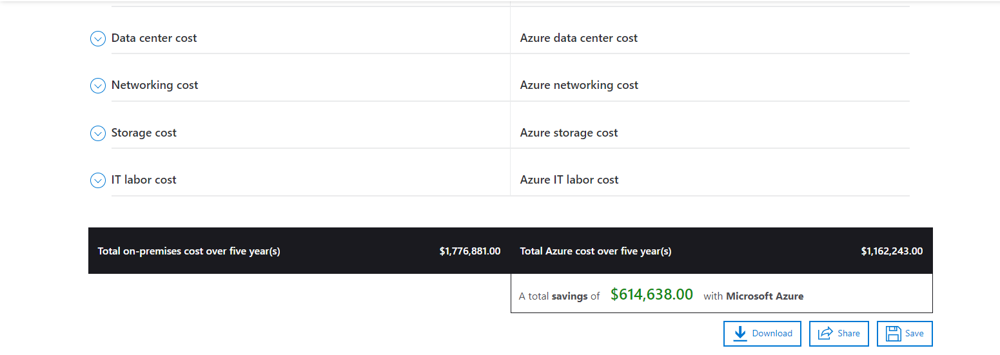 Data center cost Azure data center cost
Networking cost Azure networking cost
Storage cost Azure storage cost
IT labor cost Azure IT labor cost
Total on-premises cost over five year(s) $1,776,881.00 Total Azure cost over five year(s) $1,162,243.00
A total savings of $614,638.00 with Microsoft Azure
Download Share Save